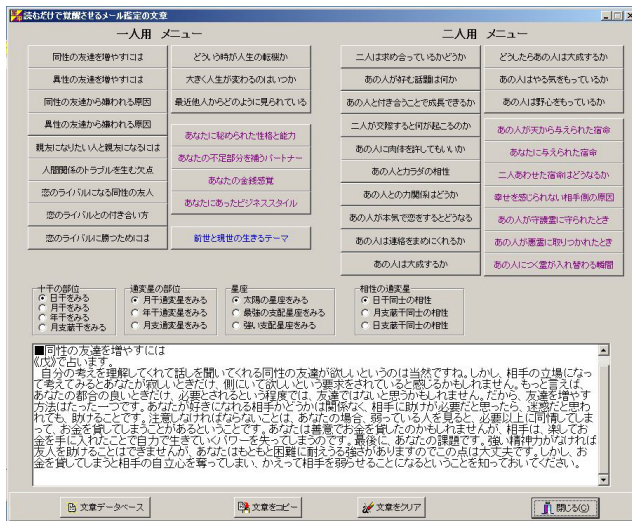 読むだけで覚醒させるメール鑑定の文章
一人用 メニュー
二人用 メニュー
同性の友達を増やすには
異性の友達を増やすには
同性の友達から嫌われる原因
異性の友達から嫌われる原因
親友になりたい人と親友になるには
人間関係のトラブルを生む欠点
恋のライバルになる同性の友人
恋のライバルとの付き合い方
恋のライバルに勝つためには
どういう時が人生の転機か
大きく人生が変わるのはいつか
最近他人からどのように見られている
あなたに秘められた性格と能力
あなたの不足部分を補うパートナー
あなたの金銭感覚
あなたにあったビジネススタイル
前世と現世の生きるテーマ
二人は求め合っているかどうか
あの人が好む話題は何か
あの人と付き合うことで成長できるか
二人が交際すると何が起こるのか
あの人に肉体を許してもいいか
あの人とカラダの相性
あの人との力関係はどうか
あの人が本気で恋をするとどうなる
あの人は連絡をまめにくれるか
あの人は大成するか
どうしたらあの人は大成するか
あの人はやる気をもっているか
あの人は野心をもっているか
あの人が天から与えられた宿命
あなたに与えられた宿命
二人あわせた宿命はどうなるか
幸せを感じられない相手側の原因
あの人が守護霊に守られたとき
あの人が悪霊に取りつかれたとき
あの人につく霊が入れ替わる瞬間
十干の部位
日干をみる
月干をみる
年干をみる
月支蔵干をみる
通変星の部位
月干通変星をみる
年干通変星をみる
月支通変星をみる
星座
太陽の星座をみる
最強の支配星座をみる
強い支配星座をみる
相性の通変星
日干同士の相性
月支蔵干同士の相性
日支蔵干同士の相性
■同性の友達を増やすには
《戊》で占います。
自分の考えを理解してくれて話しを聞いてくれる同性の友達が欲しいというのは当然ですね。しかし、相手の立場になっ
て考えてみるとあなたが寂しいときだけ、側にいて欲しいという要求をされていると感じるかもしれません。もっと言えば、
あなたの都合の良いときだけ、必要とされるという程度では、友達ではないと思うかもしれません。だから、友達を増やす
方法はたった一つです。あなたが好きになれる相手かどうかは関係なく、相手に助けが必要だと思ったら、迷惑だと思わ
れても、助けることです。注意しなければならないことは、あなたの場合、弱っている人を見ると、必要以上に同情してしま
って、お金を貸してしまうことがあるということです。あなたは善意でお金を貸したのかもしれませんが、相手は、楽してお
金を手に入れたことで自力で生きていくパワーを失ってしまうのです。最後に、あなたの課題です。強い精神力がなければ
友人を助けることはできませんが、あなたはもともと困難に耐えうる強さがありますのでこの点は大丈夫です。しかし、お
金を貸してしまうと相手の自立心を奪ってしまい、かえって相手を弱らせることになるということを知っておいてください。
文章データベース
文章をコピー
文章をクリア
閉じる(C)